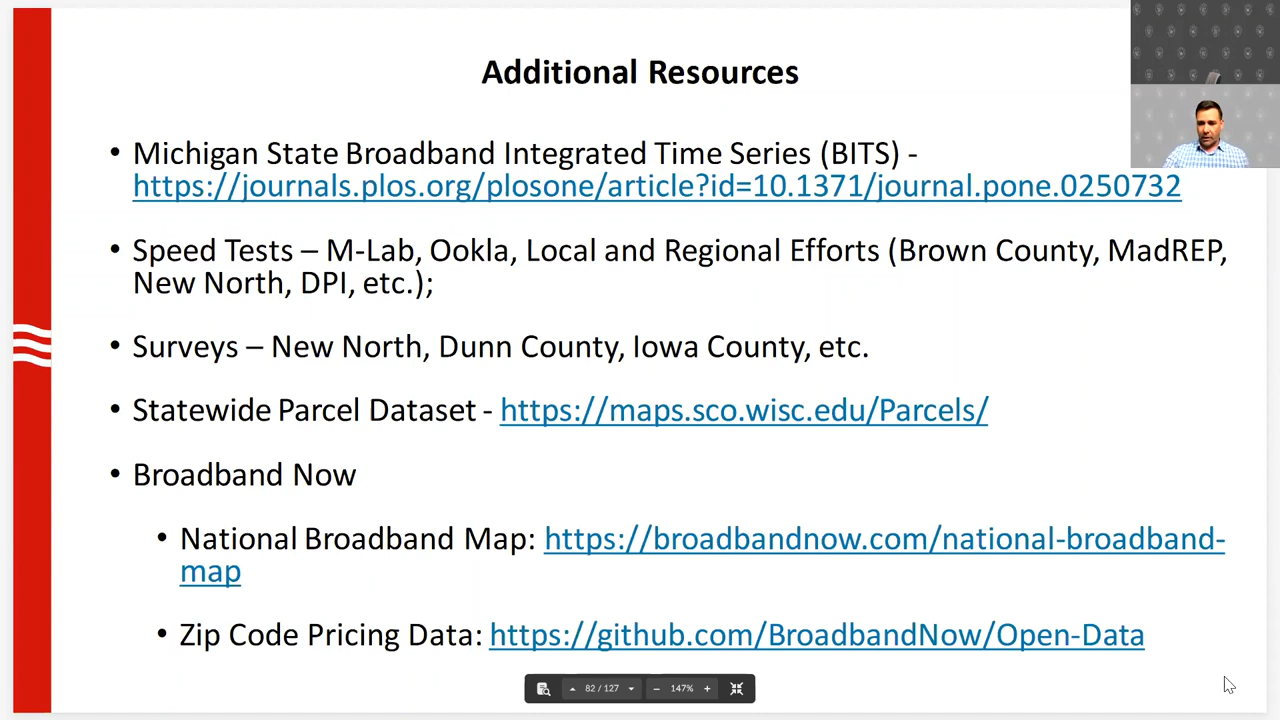 Additional Resources
• Michigan State Broadband Integrated Time Series (BITS) -
https://journals.plos.org/plosone/article?id=10.1371/journal.pone.0250732
• Speed Tests – M-Lab, Ookla, Local and Regional Efforts (Brown County, MadREP,
New North, DPI, etc.);
• Surveys – New North, Dunn County, Iowa County, etc.
• Statewide Parcel Dataset - https://maps.sco.wisc.edu/Parcels/
• Broadband Now
• National Broadband Map: https://broadbandnow.com/national-broadband-
map
• Zip Code Pricing Data: https://github.com/BroadbandNow/Open-Data
82 / 127 − 147% +